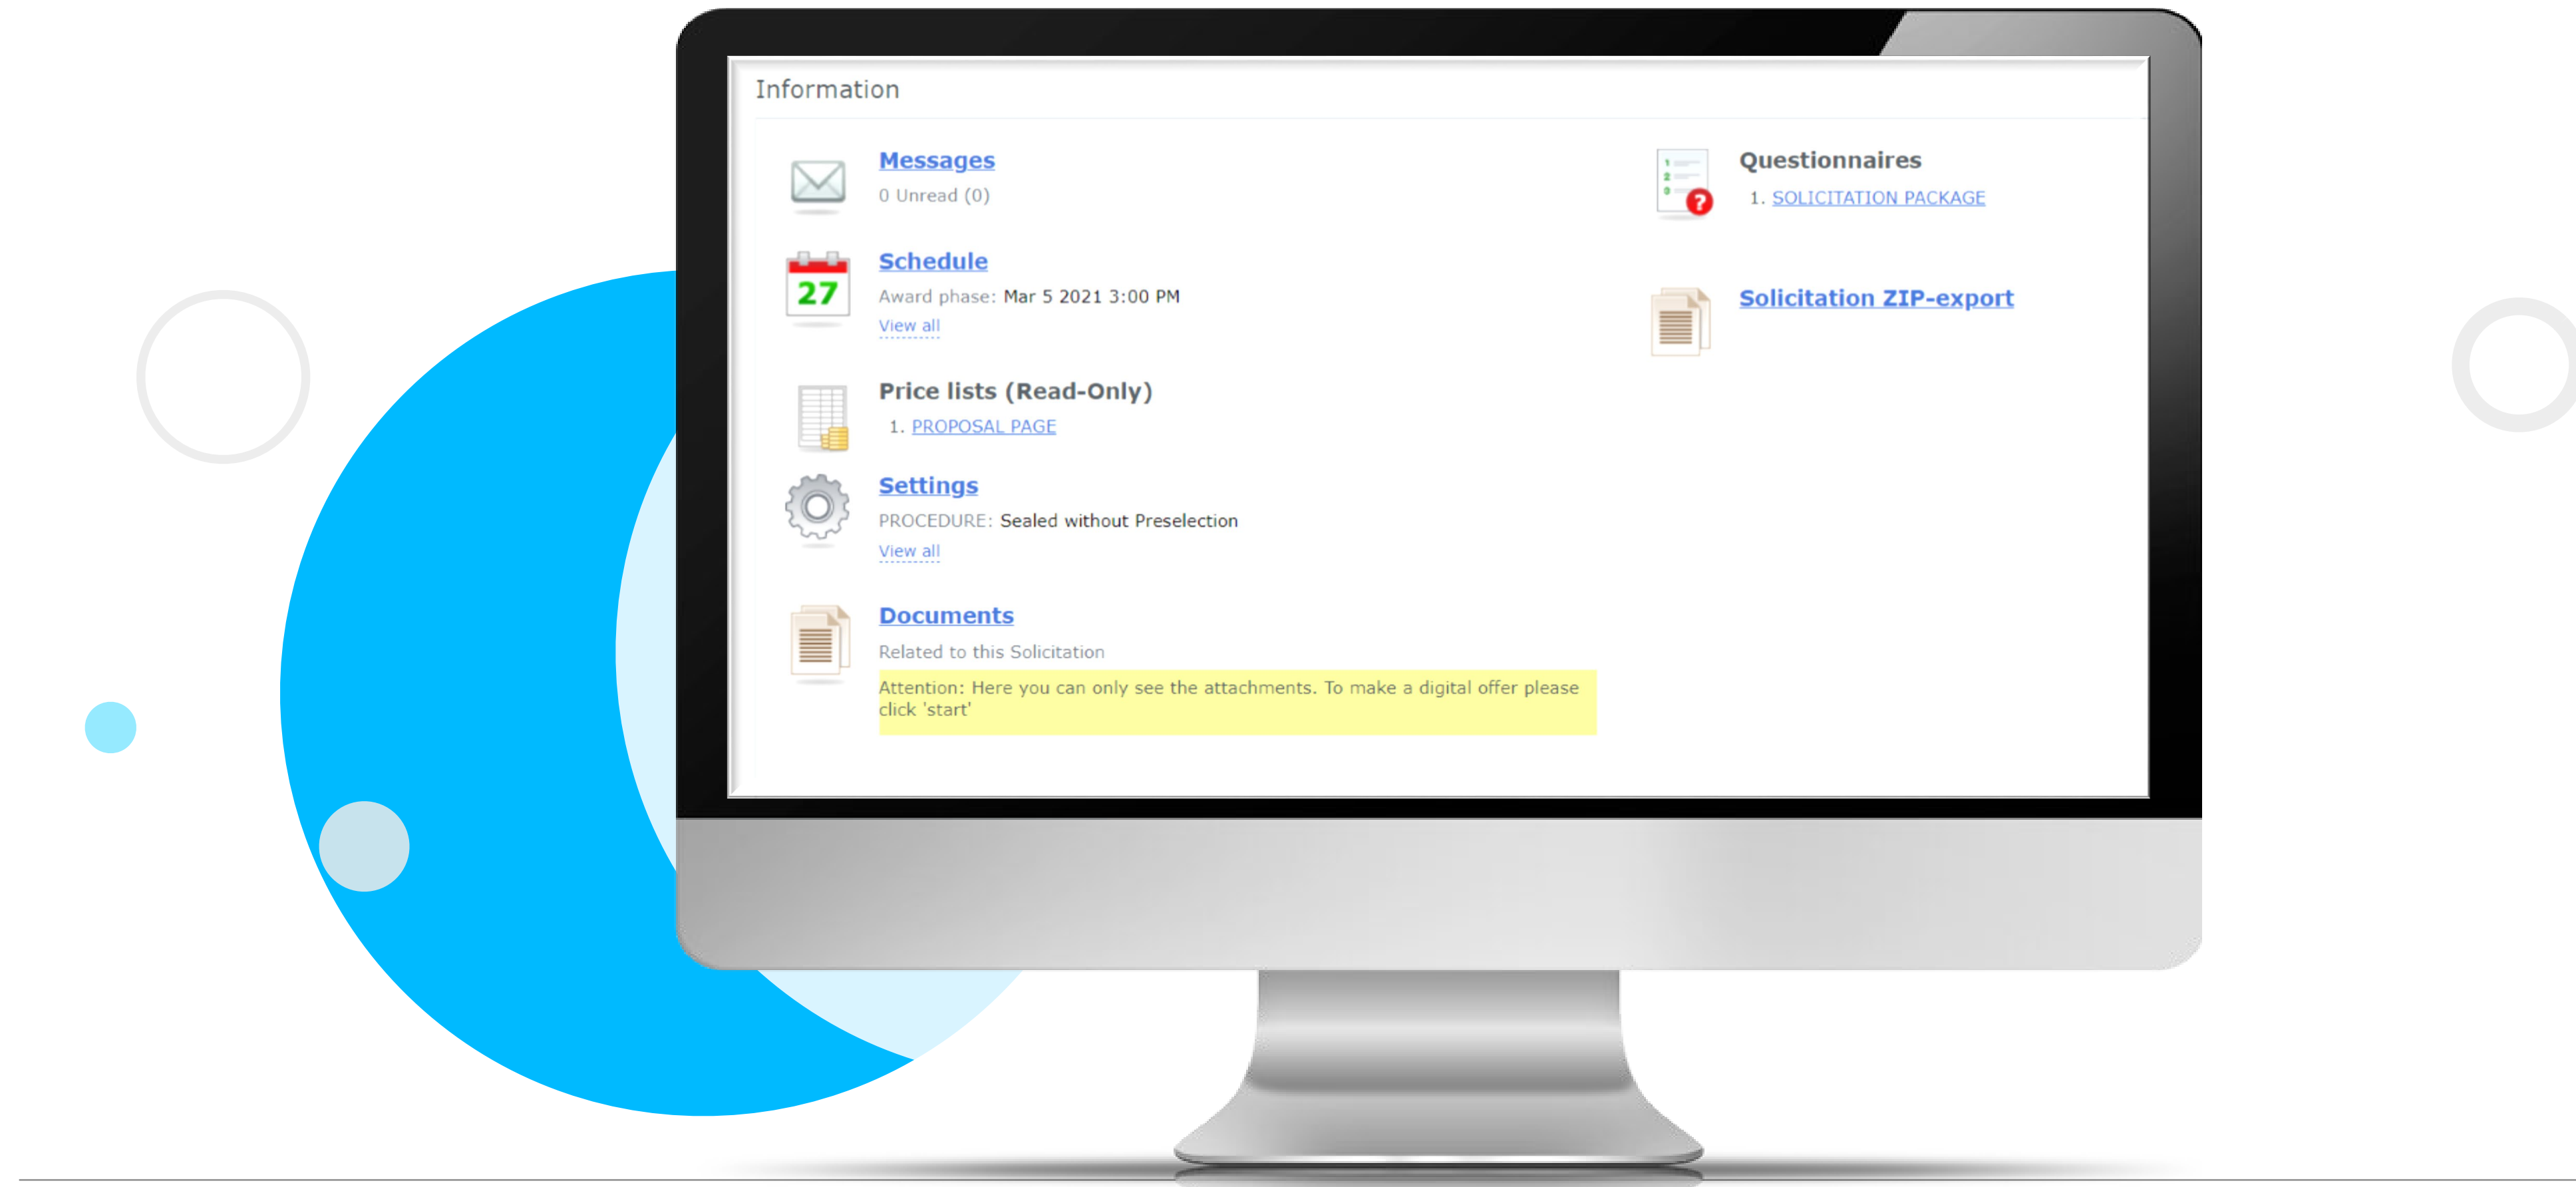 Information
Messages
0 Unread (0)
27
Schedule
Award phase: Mar 5 2021 3:00 PM
View all
Price lists (Read-Only)
1. PROPOSAL PAGE
Settings
PROCEDURE: Sealed without Preselection
View all
Documents
Related to this Solicitation
Attention: Here you can only see the attachments. To make a digital offer please
click 'start'
1
2
3
?
Questionnaires
1. SOLICITATION PACKAGE
Solicitation ZIP-export